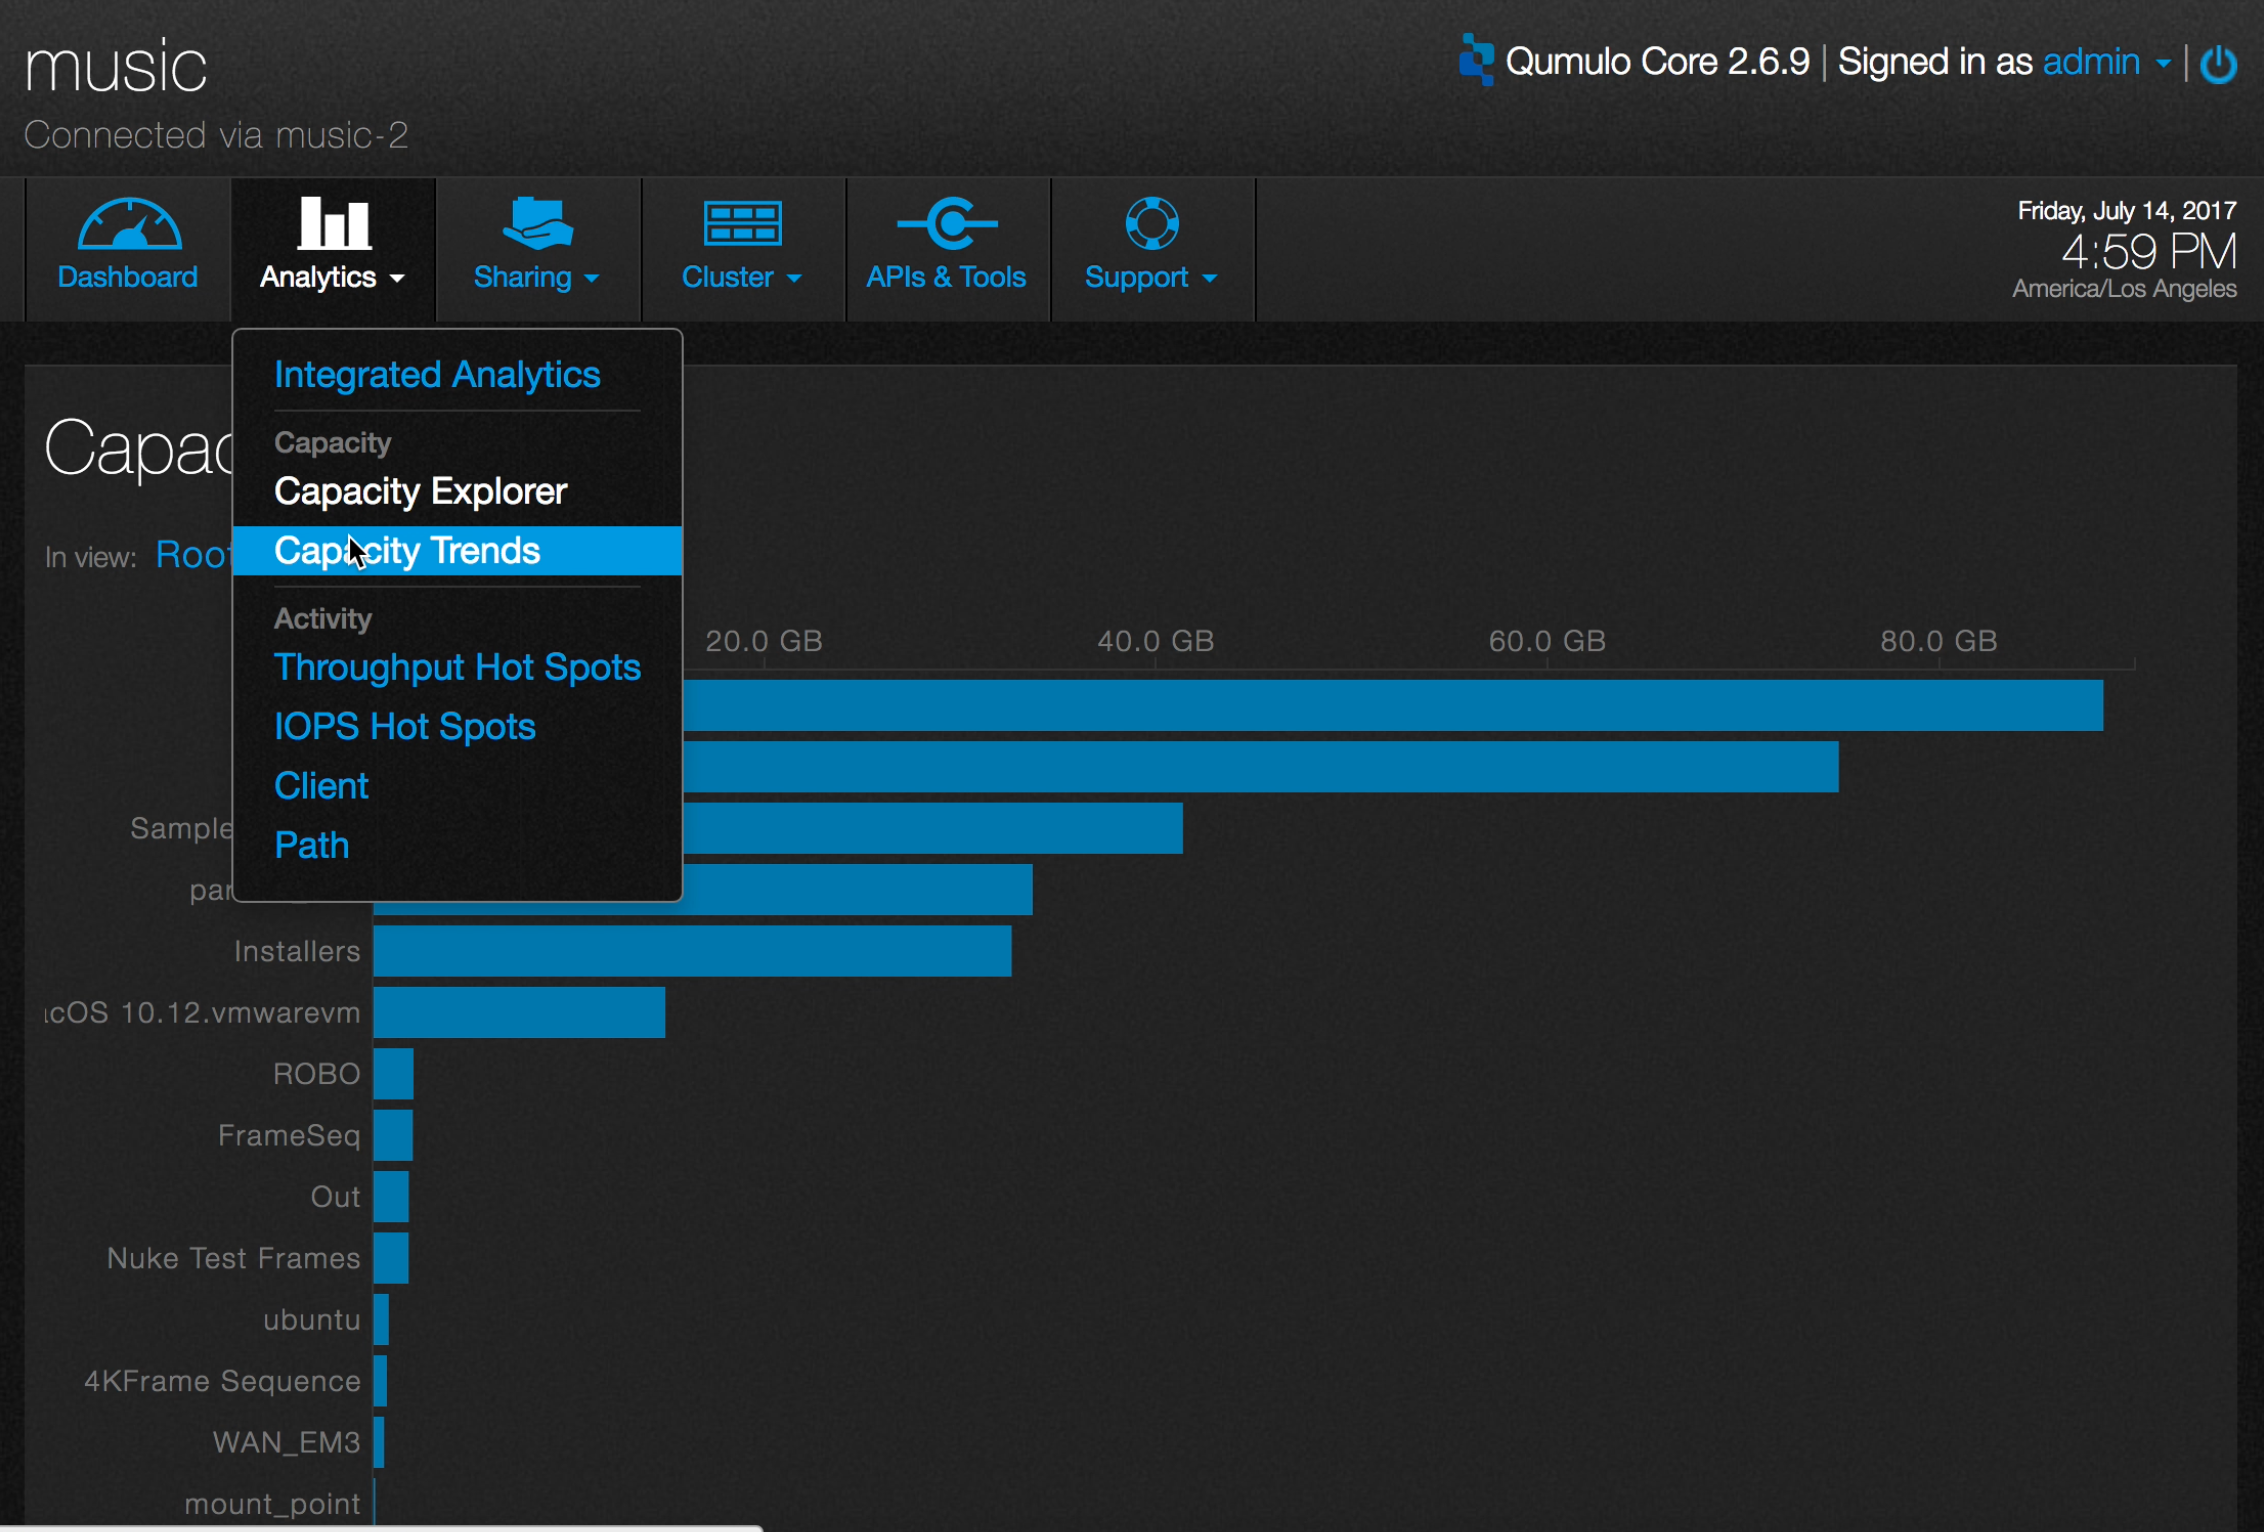 music
Qumulo Core 2.6.9 | Signed in as admin
Connected via music-2
Dashboard
Analytics
Sharing
Cluster
APIs & Tools
Support
Friday, July 14, 2017
4:59 PM
America/Los Angeles
Integrated Analytics
Capacity
Capacity Explorer
Capacity Trends
Activity
Throughput Hot Spots
IOPS Hot Spots
Client
Path
In view: Root
20.0 GB
40.0 GB
60.0 GB
80.0 GB
Sample
Installers
cOS 10.12.vmwarevm
ROBO
FrameSeq
Out
Nuke Test Frames
ubuntu
4KFrame Sequence
WAN_EM3
mount_point